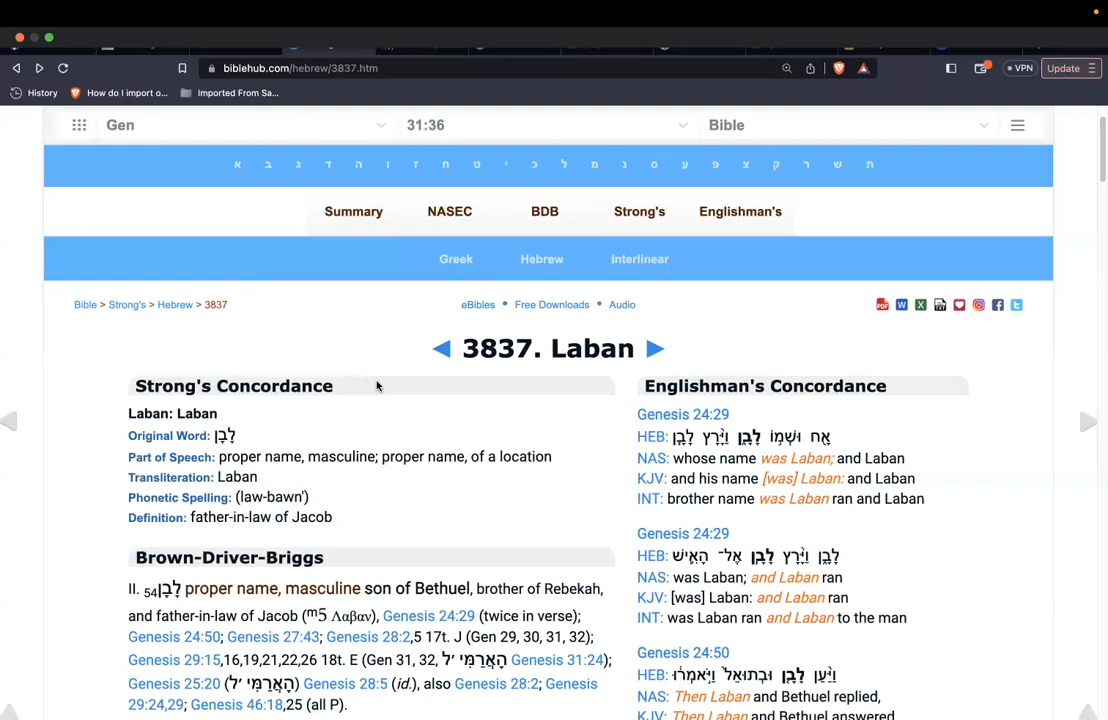 biblehub.com/hebrew/3837.htm
VPN
Update
History
How do I import o...
Imported From Sa...
Gen
31:36
Bible
א ב ג ד ה ו ז ח ט י כ ל מ נ ס ע פ צ ק ר ש ת
Summary NASEC BDB Strong's Englishman's
Greek Hebrew Interlinear
Bible > Strong's > Hebrew > 3837
eBibles • Free Downloads • Audio
◄ 3837. Laban ►
Strong's Concordance
Laban: Laban
Original Word: לָבָן
Part of Speech: proper name, masculine; proper name, of a location
Transliteration: Laban
Phonetic Spelling: (law-bawn')
Definition: father-in-law of Jacob
Brown-Driver-Briggs
II. לָבָן54 proper name, masculine son of Bethuel, brother of Rebekah,
and father-in-law of Jacob (ᵐ5 Λαβαν), Genesis 24:29 (twice in verse);
Genesis 24:50; Genesis 27:43; Genesis 28:2,5 17t. J (Gen 29, 30, 31, 32);
Genesis 29:15,16,19,21,22,26 18t. E (Gen 31, 32, הָאֲרַמִּי ׳ל Genesis 31:24);
Genesis 25:20 (הָאֲרַמִּי ׳ל) Genesis 28:5 (id.), also Genesis 28:2; Genesis
29:24,29; Genesis 46:18,25 (all P).
Englishman's Concordance
Genesis 24:29
HEB: אָ֖ח וּשְׁמ֣וֹ לָבָ֑ן וַיָּ֨רָץ לָבָ֧ן
NAS: whose name was Laban; and Laban
KJV: and his name [was] Laban: and Laban
INT: brother name was Laban ran and Laban
Genesis 24:29
HEB: לָבָ֑ן וַיָּ֨רָץ לָבָ֧ן אֶל־ הָאִ֛ישׁ
NAS: was Laban; and Laban ran
KJV: [was] Laban: and Laban ran
INT: was Laban ran and Laban to the man
Genesis 24:50
HEB: וַיַּ֨עַן לָבָ֤ן וּבְתוּאֵל֙ וַיֹּ֣אמְר֔וּ
NAS: Then Laban and Bethuel replied,
KJV: Then Laban and Bethuel answered